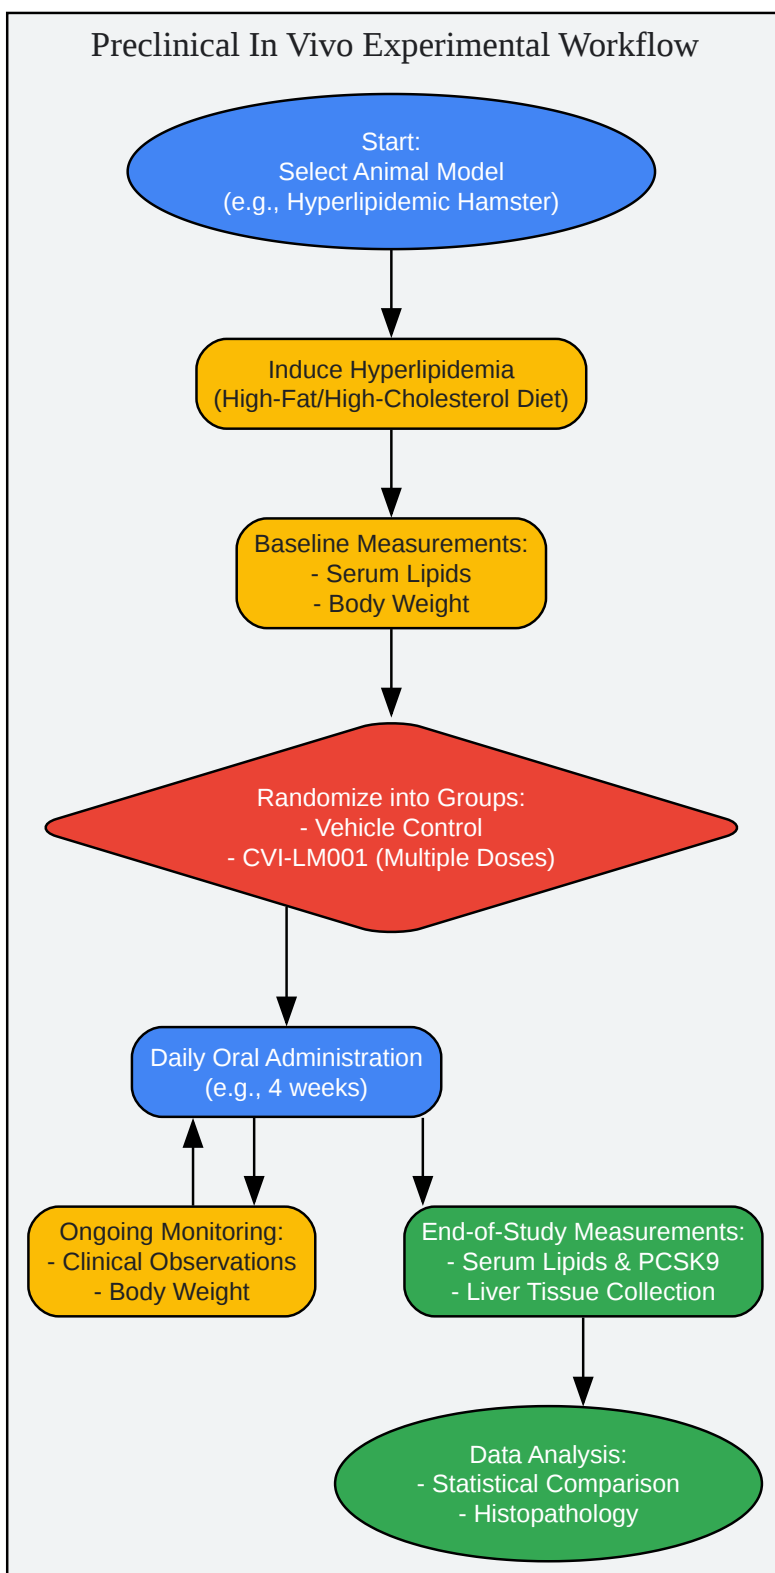 Preclinical In Vivo Experimental Workflow
Start:
Select Animal Model
(e.g., Hyperlipidemic Hamster)
Induce Hyperlipidemia
(High-Fat/High-Cholesterol Diet)
Baseline Measurements:
- Serum Lipids
- Body Weight
Randomize into Groups:
- Vehicle Control
- CVI-LM001 (Multiple Doses)
Daily Oral Administration
(e.g., 4 weeks)
Ongoing Monitoring:
- Clinical Observations
- Body Weight
End-of-Study Measurements:
- Serum Lipids & PCSK9
- Liver Tissue Collection
Data Analysis:
- Statistical Comparison
- Histopathology